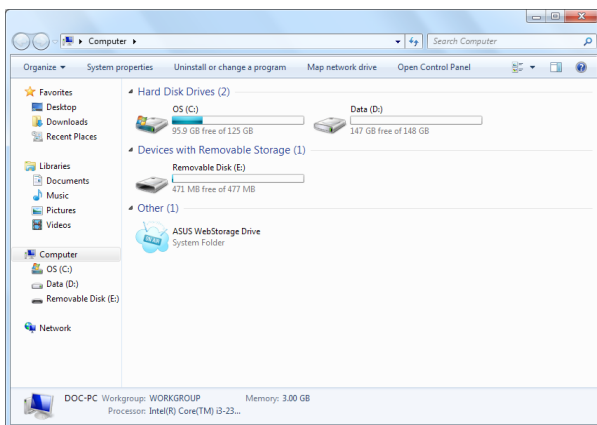 Computer
Search Computer
Organize
System properties
Uninstall or change a program
Map network drive
Open Control Panel
Favorites
Desktop
Downloads
Recent Places
Libraries
Documents
Music
Pictures
Videos
Computer
OS (C:)
Data (D:)
Removable Disk (E:)
Network
Hard Disk Drives (2)
OS (C:)
95.9 GB free of 125 GB
Data (D:)
147 GB free of 148 GB
Devices with Removable Storage (1)
Removable Disk (E:)
471 MB free of 477 MB
Other (1)
ASUS WebStorage Drive
System Folder
DOC-PC Workgroup: WORKGROUP Memory: 3.00 GB
Processor: Intel(R) Core(TM) i3-23...